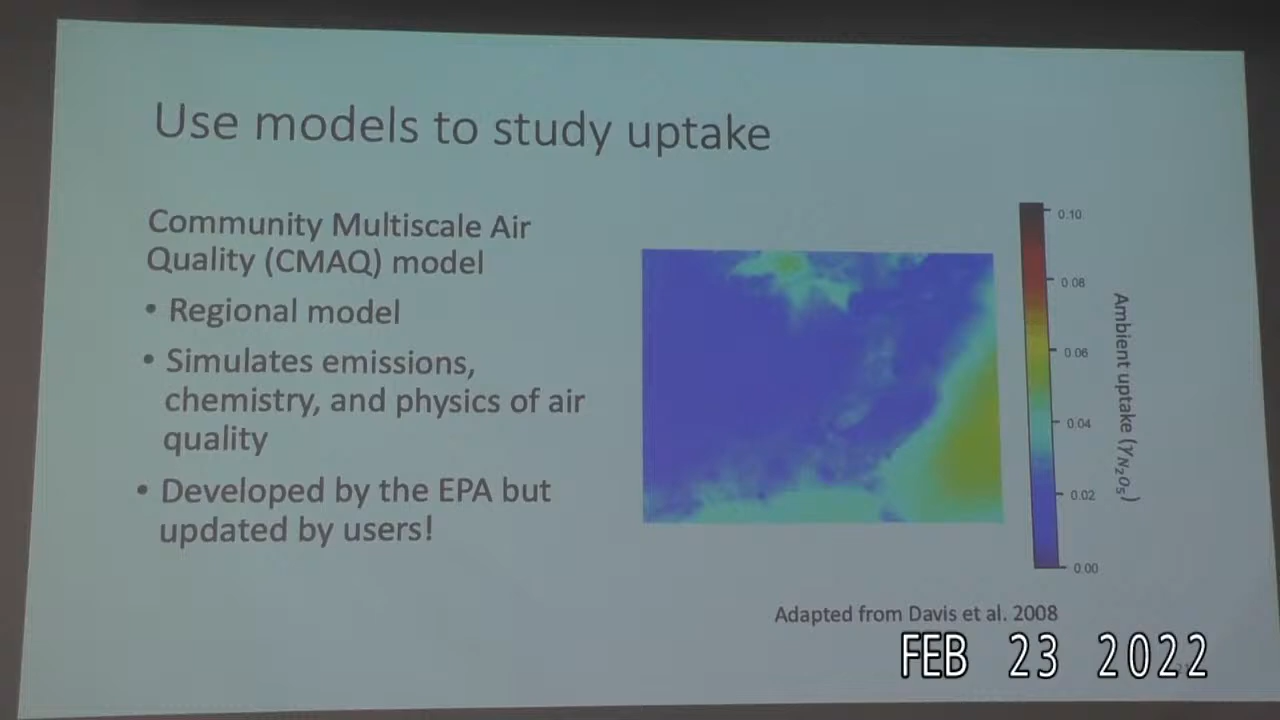 Use models to study uptake
Community Multiscale Air
Quality (CMAQ) model
• Regional model
• Simulates emissions,
chemistry, and physics of air
quality
• Developed by the EPA but
updated by users!
0.10
0.08
0.06
0.04
0.02
0.00
Ambient uptake (γN₂O₅)
Adapted from Davis et al. 2008
FEB 23 2022